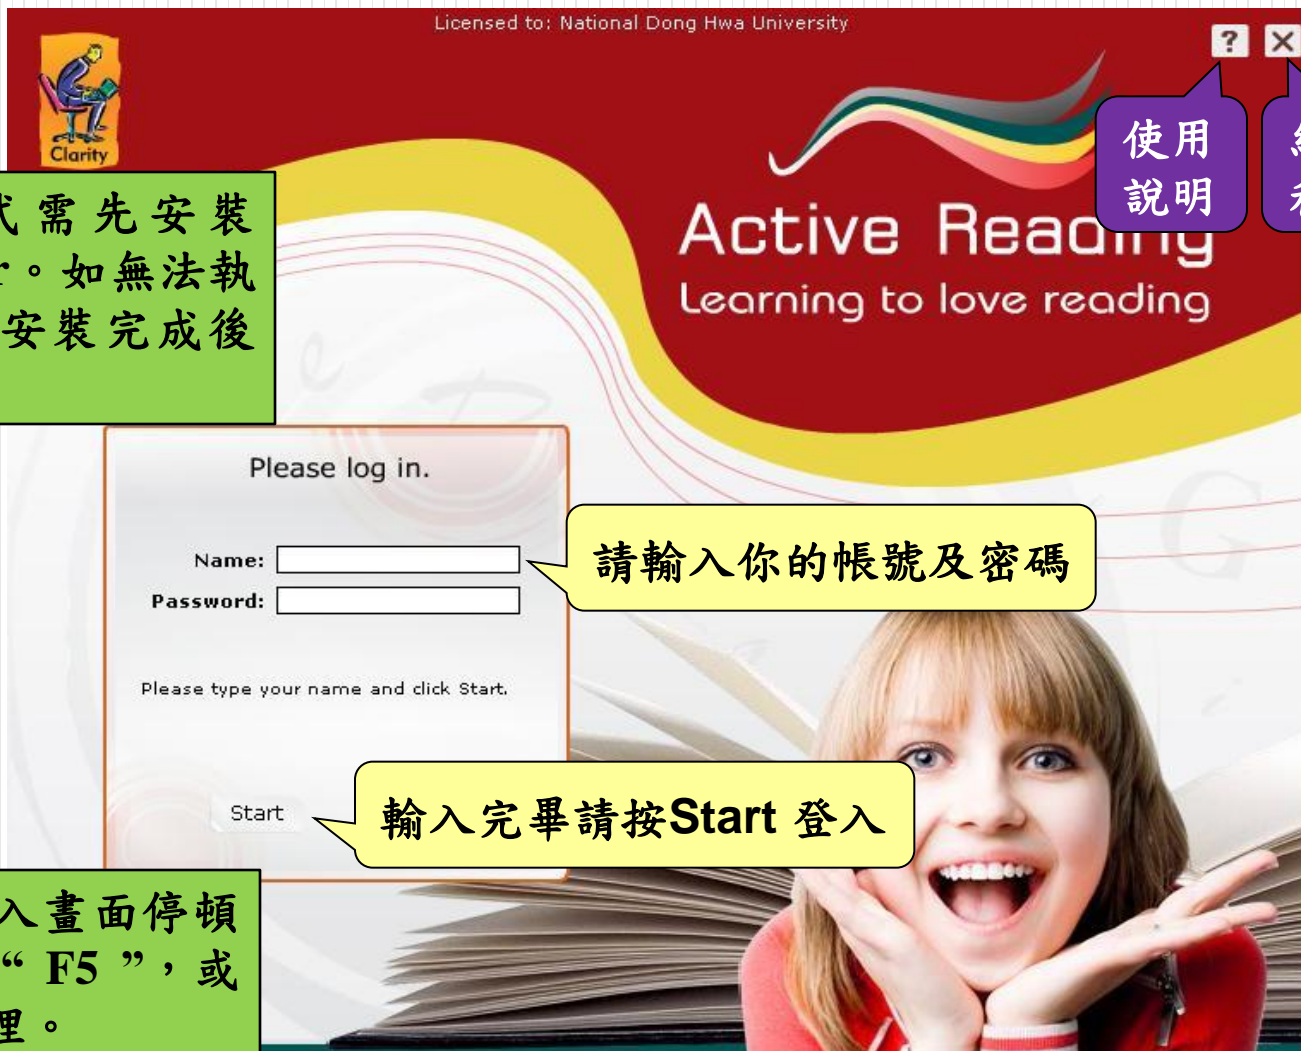 Licensed to: National Dong Hwa University
?
Clarity
使用
說明
式需先安裝
r。如無法執
安裝完成後
Active Reading
Learning to love reading
Please log in.
Name:
請輸入你的帳號及密碼
Password:
Please type your name and click Start.
Start
輸入完畢請按Start 登入
入畫面停頓
“ F5 ”，或
理。